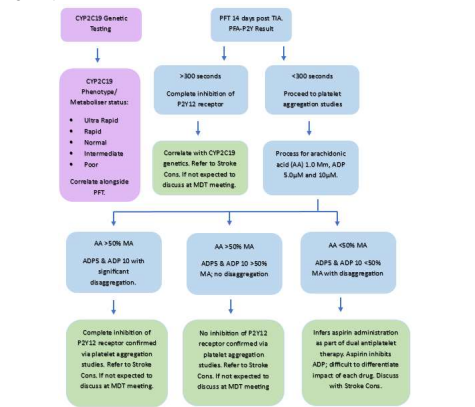 CYP2C19 Genetic
Testing
PFT 14 days post TIA.
PFA-P2Y Result
CYP2C19
Phenotype/
Metaboliser status:
• Ultra Rapid
• Rapid
• Normal
• Intermediate
• Poor
Correlate alongside
PFT.
>300 seconds
Complete inhibition of
P2Y12 receptor
<300 seconds
Proceed to platelet
aggregation studies
Correlate with CYP2C19
genetics. Refer to Stroke
Cons. If not expected to
discuss at MDT meeting.
Process for arachidonic
acid (AA) 1.0 Mm, ADP
5.0µM and 10µM.
AA >50% MA
ADP5 & ADP 10 with
significant
disaggregation.
AA >50% MA
ADP5 & ADP 10 >50%
MA; no disaggregation
AA <50% MA
ADP5 & ADP 10 <50%
MA with disaggregation
Complete inhibition of
P2Y12 receptor confirmed
via platelet aggregation
studies. Refer to Stroke
Cons. If not expected to
discuss at MDT meeting.
No inhibition of P2Y12
receptor confirmed via
platelet aggregation
studies. Refer to Stroke
Cons. If not expected to
discuss at MDT meeting
Infers aspirin administration
as part of dual antiplatelet
therapy. Aspirin inhibits
ADP; difficult to differentiate
impact of each drug. Discuss
with Stroke Cons.